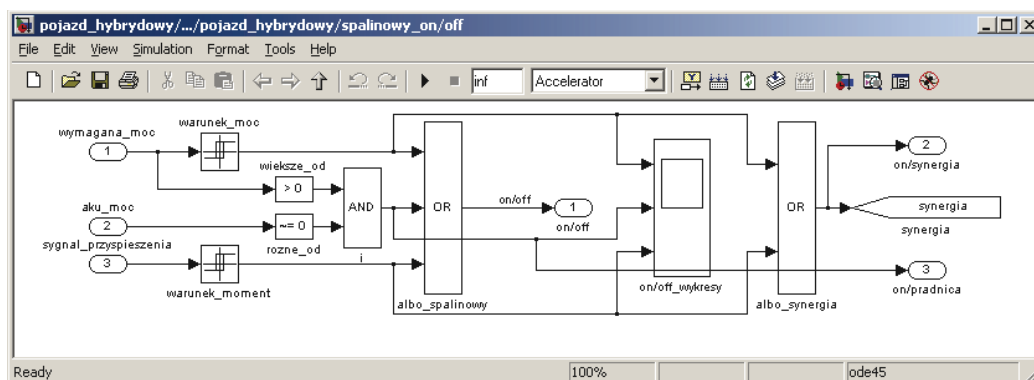 pojazd_hybrydowy/.../pojazd_hybrydowy/spalinowy_on/off
File Edit View Simulation Format Tools Help
inf Accelerator
wymagana_moc
1
warunek_moc
wieksze_od
> 0
aku_moc
2
~= 0
rozne_od
sygnal_przyspieszenia
3
warunek_moment
AND
i
OR
albo_spalinowy
on/off
1
on/off
on/off_wykresy
OR
albo_synergia
2
on/synergia
synergia
synergia
3
on/pradnica
Ready 100% ode45